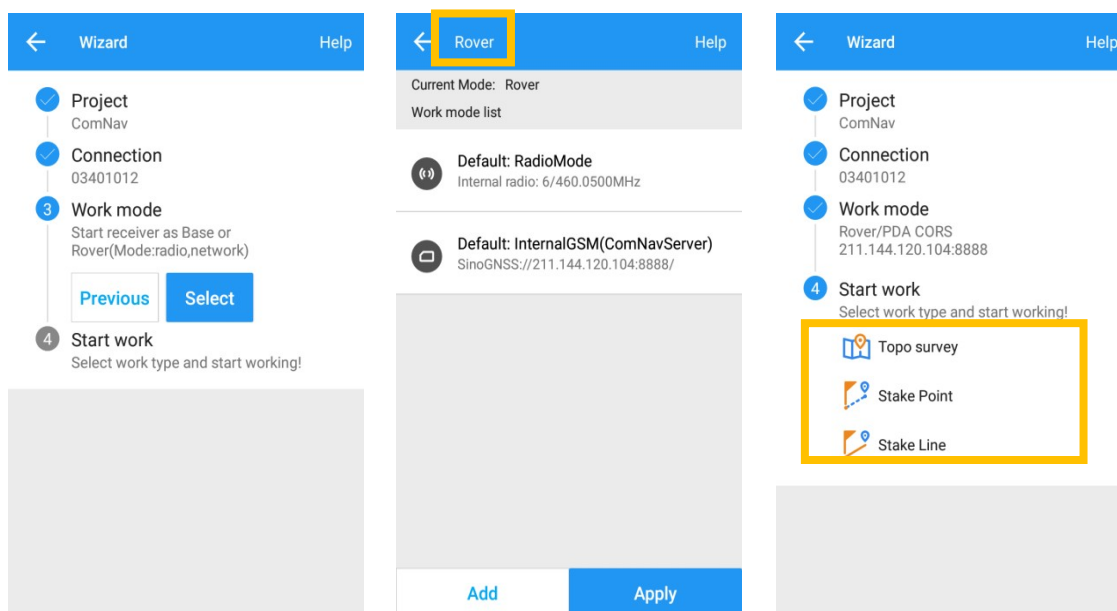 Wizard
Help
Project
ComNav
Connection
03401012
3
Work mode
Start receiver as Base or
Rover(Mode:radio,network)
Previous
Select
4
Start work
Select work type and start working!
Rover
Help
Current Mode: Rover
Work mode list
Default: RadioMode
Internal radio: 6/460.0500MHz
Default: InternalGSM(ComNavServer)
SinoGNSS://211.144.120.104:8888/
Add
Apply
Wizard
Help
Project
ComNav
Connection
03401012
Work mode
Rover/PDA CORS
211.144.120.104:8888
4
Start work
Select work type and start working!
Topo survey
Stake Point
Stake Line